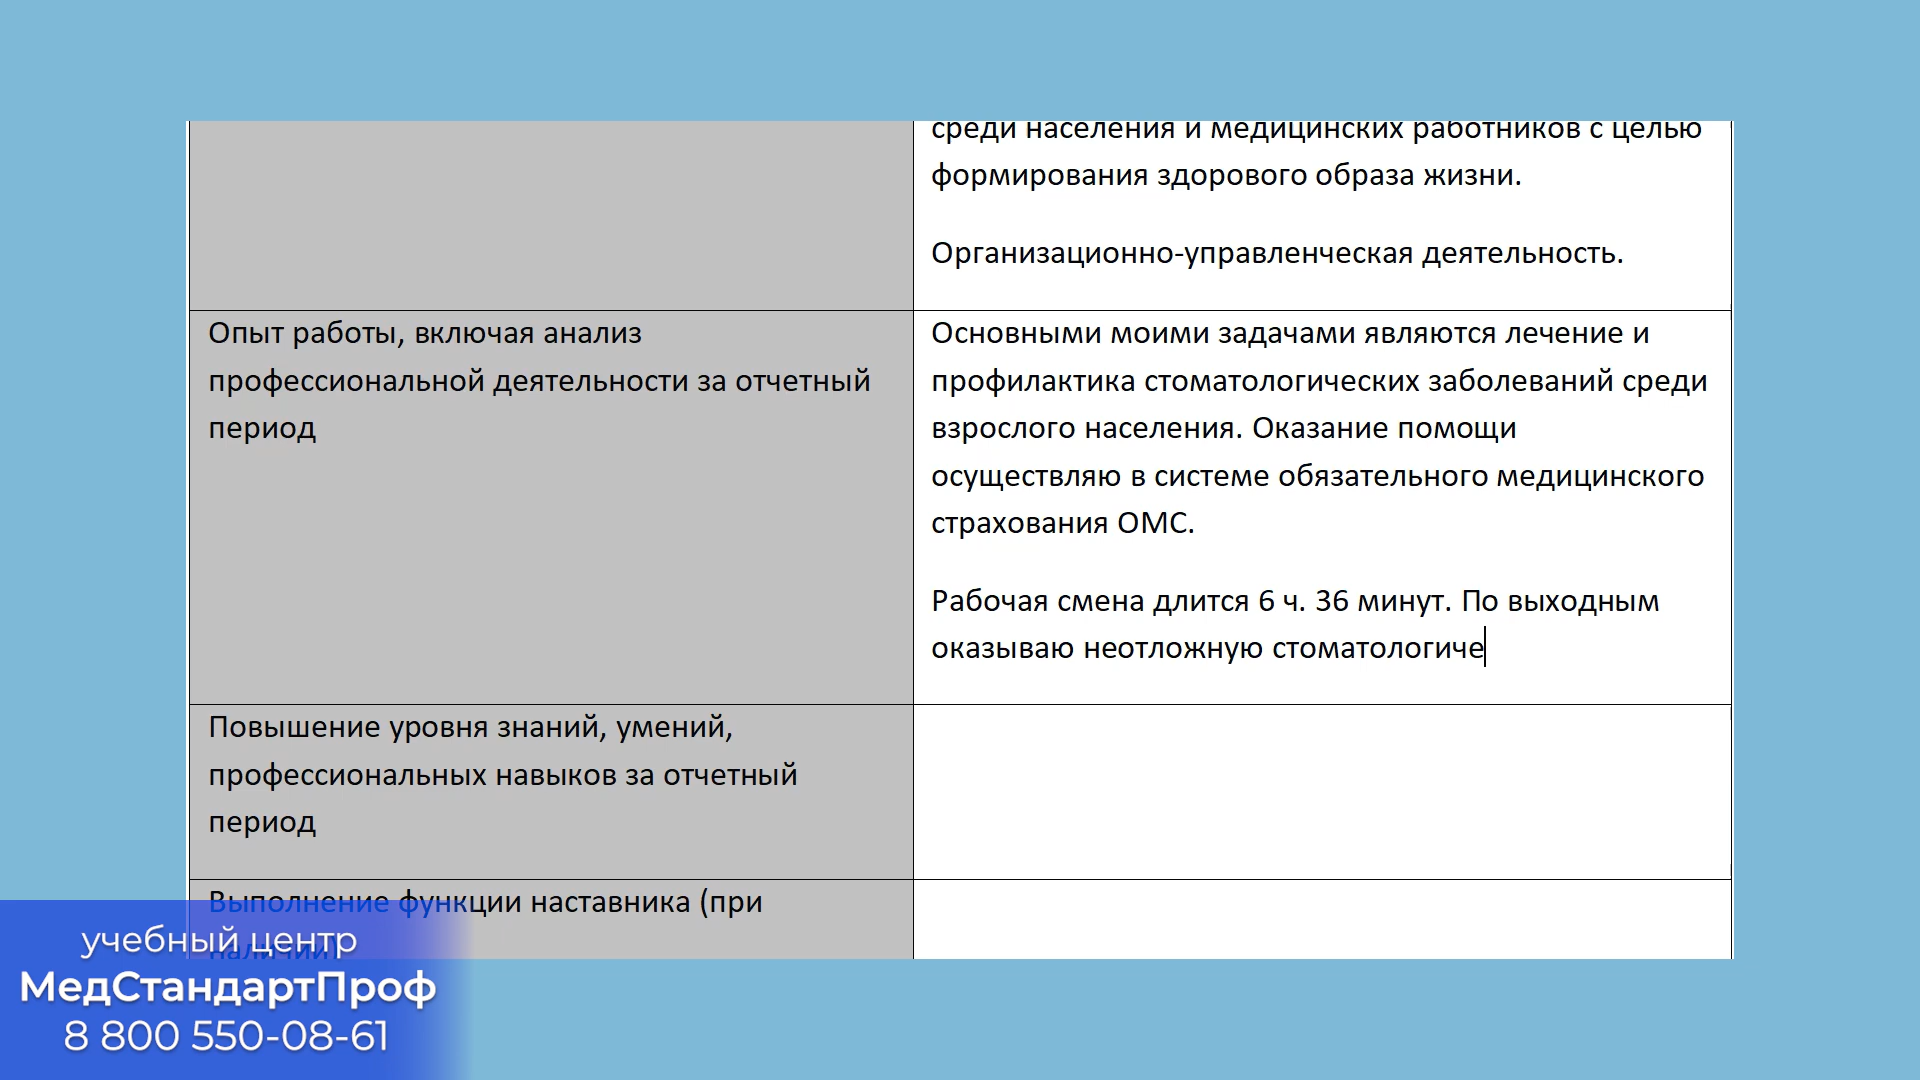 среди населения и медицинских работников с целью
формирования здорового образа жизни.
Организационно-управленческая деятельность.
Опыт работы, включая анализ
профессиональной деятельности за отчетный
период
Основными моими задачами являются лечение и
профилактика стоматологических заболеваний среди
взрослого населения. Оказание помощи
осуществляю в системе обязательного медицинского
страхования ОМС.
Рабочая смена длится 6 ч. 36 минут. По выходным
оказываю неотложную стоматологиче
Повышение уровня знаний, умений,
профессиональных навыков за отчетный
период
Выполнение функции наставника (при
наличии)
учебный центр
МедСтандартПроф
8 800 550-08-61